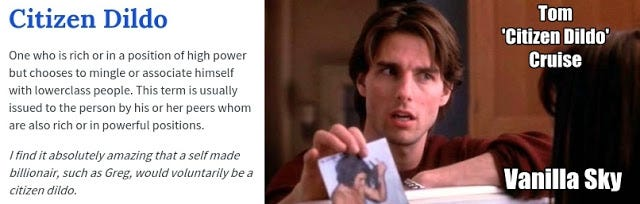 Citizen Dildo
One who is rich or in a position of high power
but chooses to mingle or associate himself
with lowerclass people. This term is usually
issued to the person by his or her peers whom
are also rich or in powerful positions.
I find it absolutely amazing that a self made
billionair, such as Greg, would voluntarily be a
citizen dildo.
Tom
'Citizen Dildo'
Cruise
Vanilla Sky